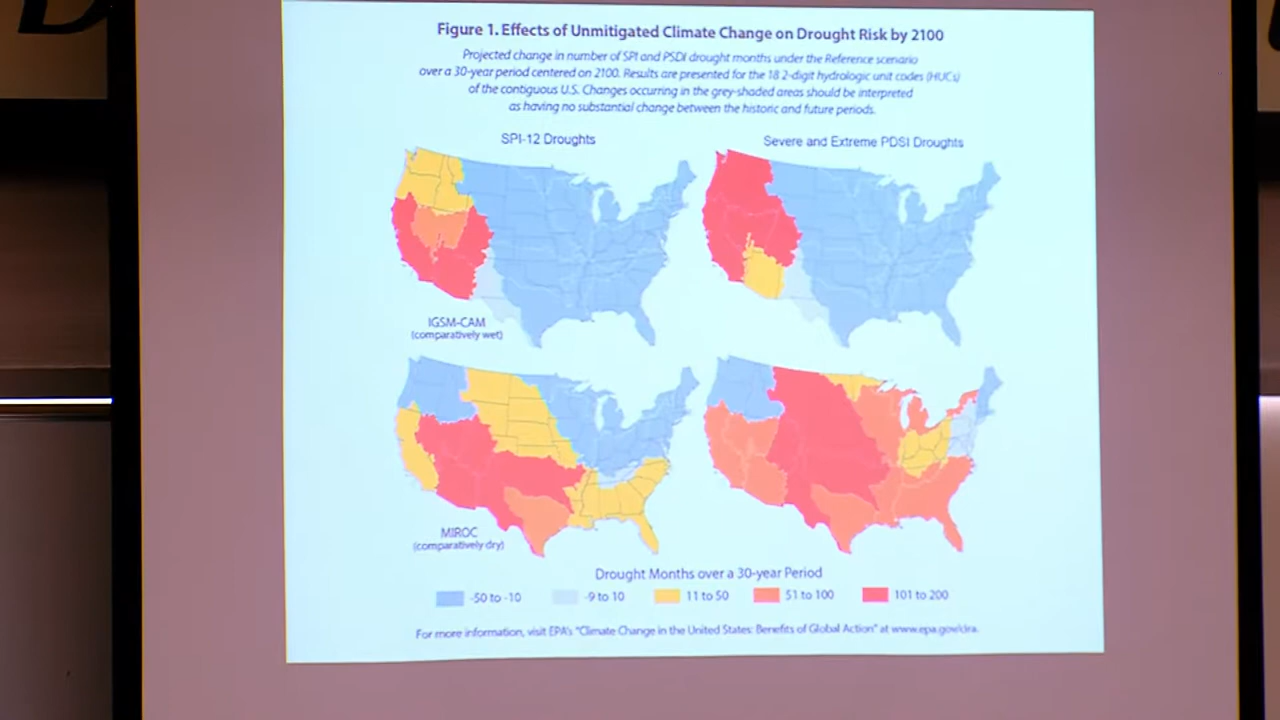 D
Figure 1. Effects of Unmitigated Climate Change on Drought Risk by 2100
Projected change in number of SPI and PSDI drought months under the Reference scenario
over a 30-year period centered on 2100. Results are presented for the 18 2-digit hydrologic unit codes (HUCs)
of the contiguous U.S. Changes occurring in the grey-shaded areas should be interpreted
as having no substantial change between the historic and future periods.
SPI-12 Droughts
Severe and Extreme PDSI Droughts
IGSM-CAM
(comparatively wet)
MIROC
(comparatively dry)
Drought Months over a 30-year Period
-50 to -10
-9 to 10
11 to 50
51 to 100
101 to 200
For more information, visit EPA's "Climate Change in the United States: Benefits of Global Action" at www.epa.gov/cira.